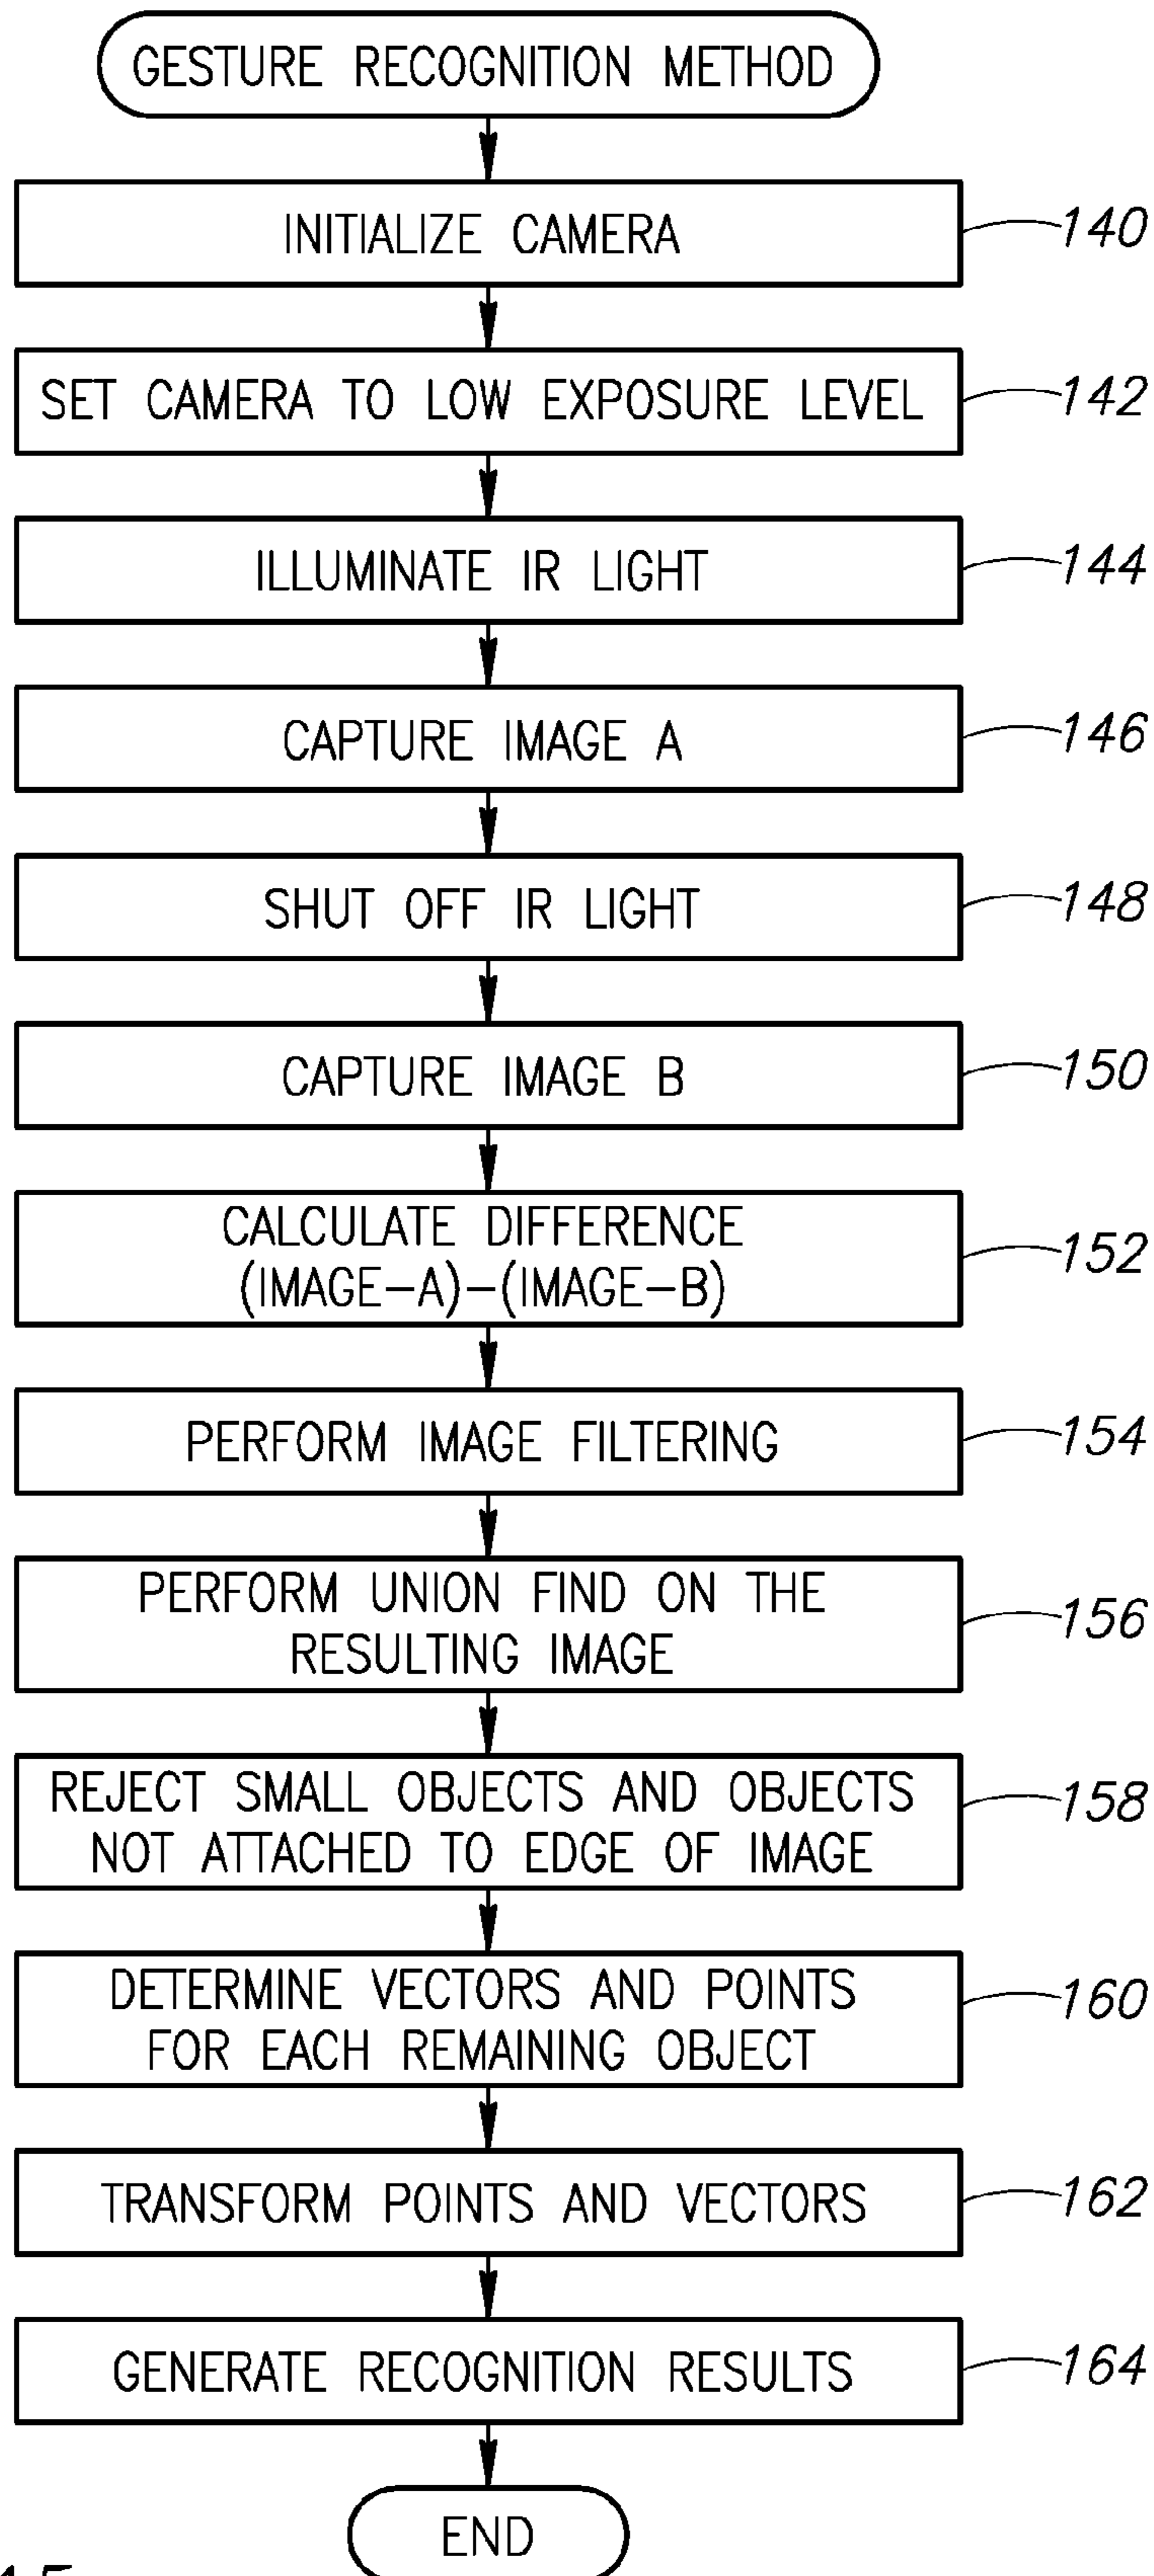 GESTURE RECOGNITION METHOD
INITIALIZE CAMERA
140
SET CAMERA TO LOW EXPOSURE LEVEL
142
ILLUMINATE IR LIGHT
144
CAPTURE IMAGE A
146
SHUT OFF IR LIGHT
148
CAPTURE IMAGE B
150
CALCULATE DIFFERENCE
(IMAGE-A)-(IMAGE-B)
152
PERFORM IMAGE FILTERING
154
PERFORM UNION FIND ON THE
RESULTING IMAGE
156
REJECT SMALL OBJECTS AND OBJECTS
NOT ATTACHED TO EDGE OF IMAGE
158
DETERMINE VECTORS AND POINTS
FOR EACH REMAINING OBJECT
160
TRANSFORM POINTS AND VECTORS
162
GENERATE RECOGNITION RESULTS
164
END